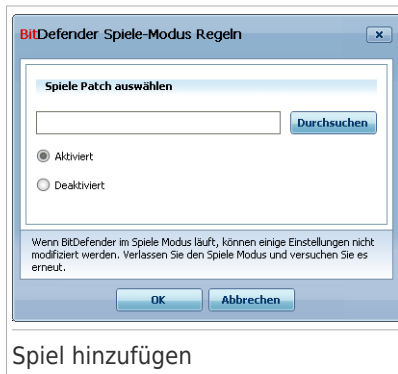 BitDefender Spiele-Modus Regeln
Spiele Patch auswählen
Durchsuchen
Aktiviert
Deaktiviert
Wenn BitDefender im Spiele Modus läuft, können einige Einstellungen nicht
modifiziert werden. Verlassen Sie den Spiele Modus und versuchen Sie es
erneut.
OK Abbrechen
Spiel hinzufügen